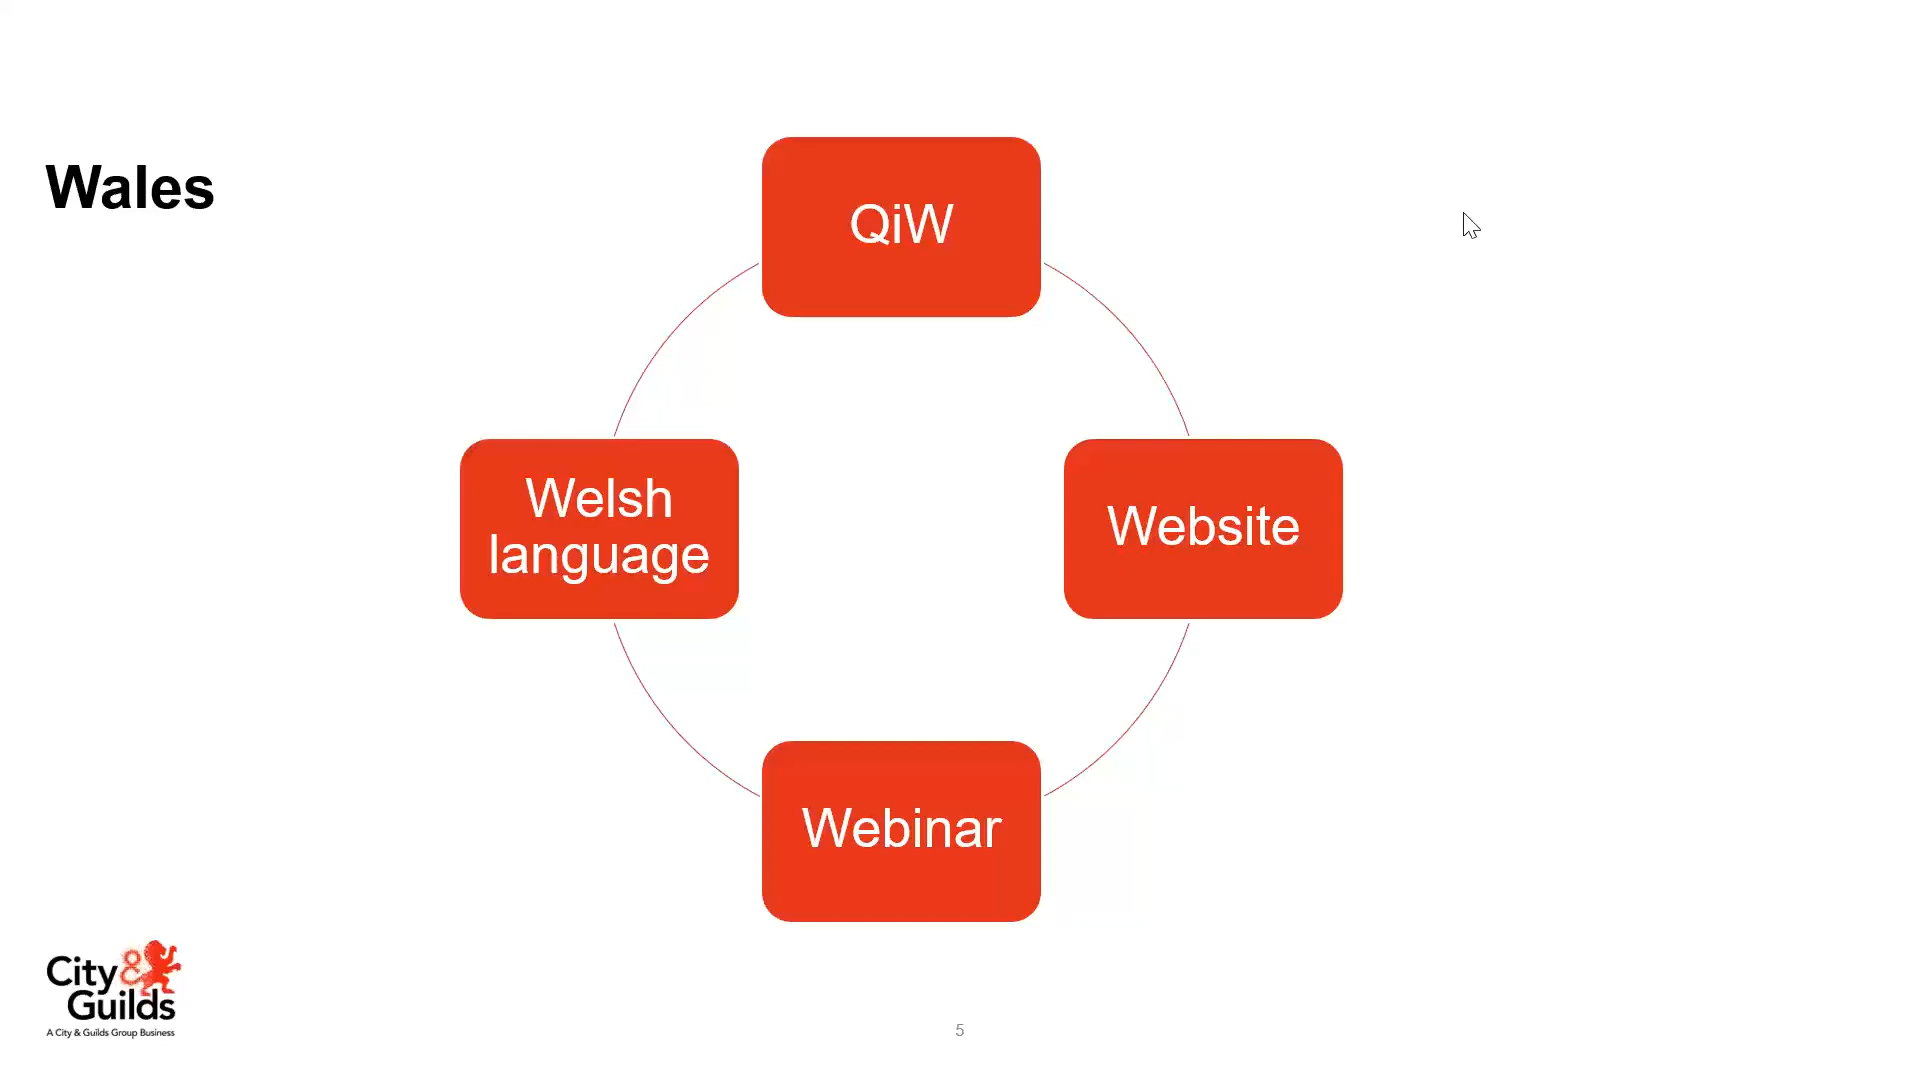 Wales
QiW
Welsh
language
Website
Webinar
City&
Guilds
A City & Guilds Group Business
5